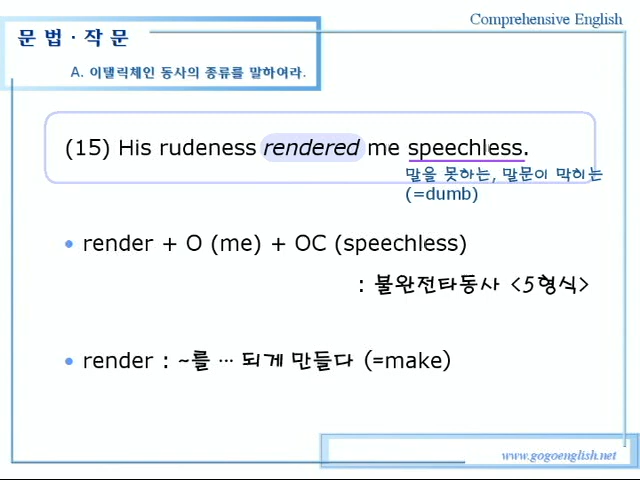 Comprehensive English
문법·작문
A. 이탤릭체인 동사의 종류를 말하여라.
(15) His rudeness rendered me speechless.
말을 못하는, 말문이 막히는
(=dumb)
• render + O (me) + OC (speechless)
: 불완전타동사 <5형식>
• render : ~를 … 되게 만들다 (=make)
www.gogoenglish.net